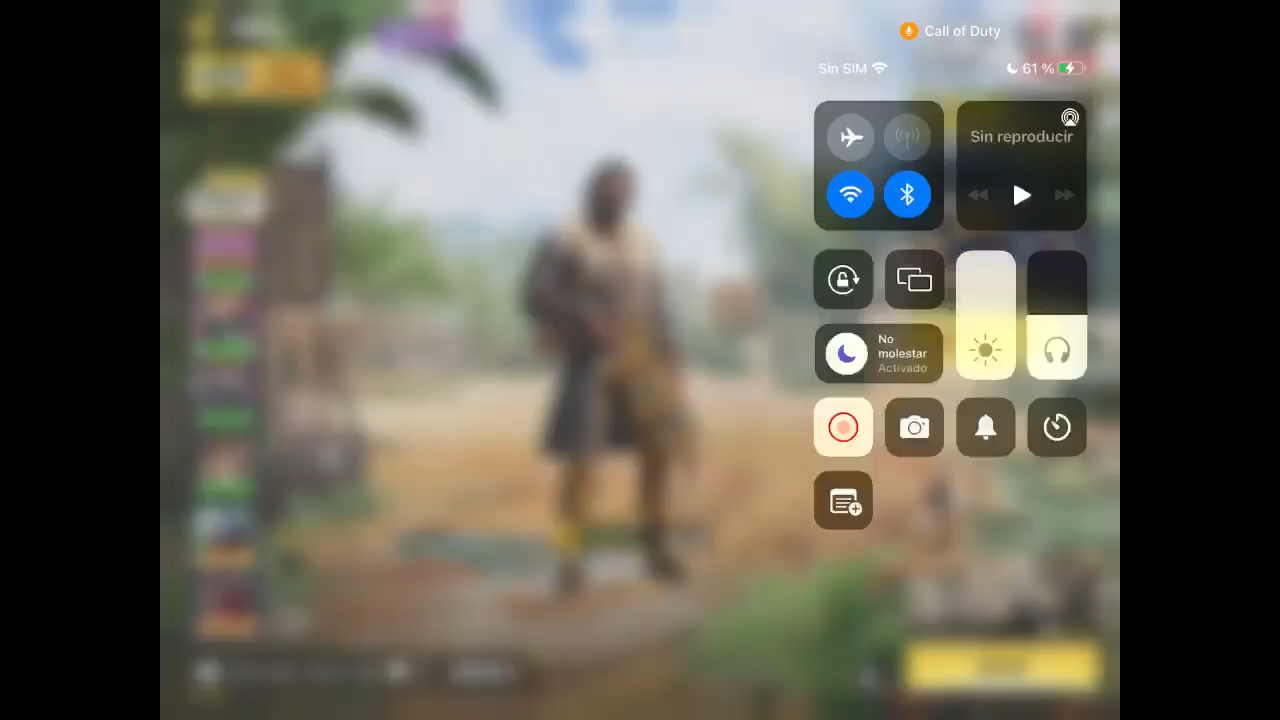 Call of Duty
Sin SIM
61 %
Sin reproducir
No
molestar
Activado